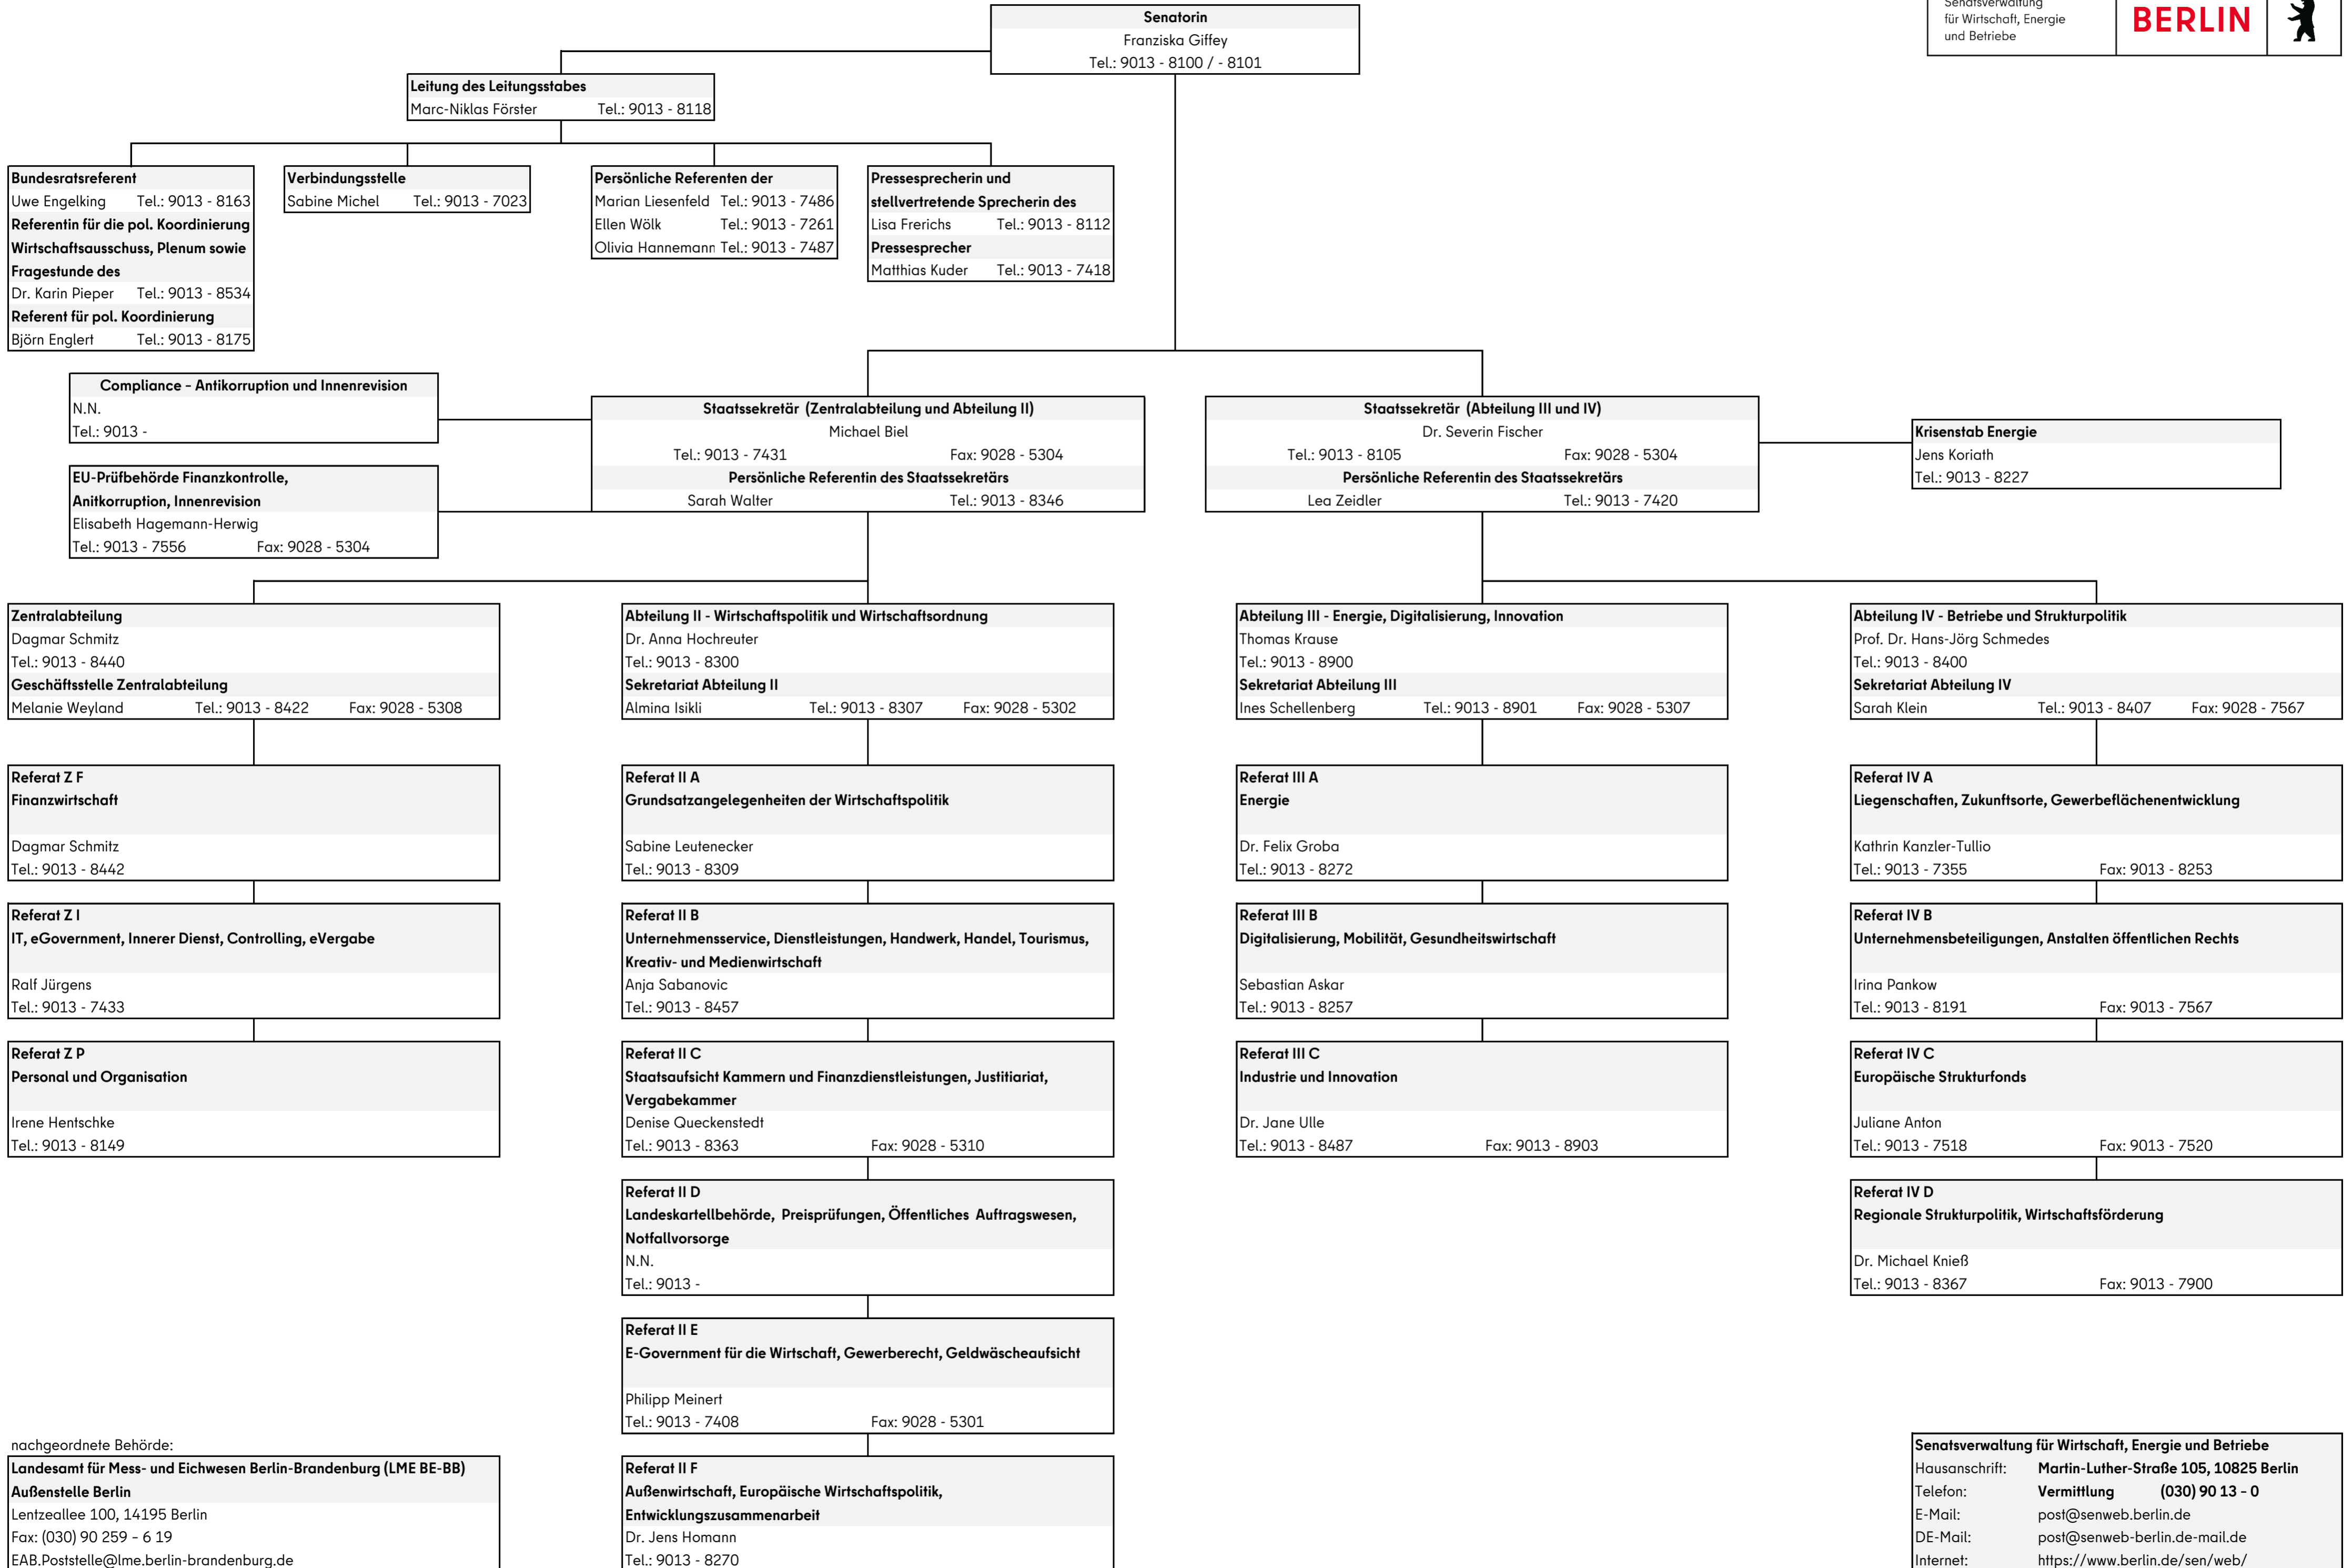 Senatorin
Franziska Giffey
Tel.: 9013 - 8100 / - 8101
Senatsverwaltung
für Wirtschaft, Energie
und Betriebe
BERLIN
Leitung des Leitungsstabes
Marc-Niklas Förster Tel.: 9013 - 8118
Bundesratsreferent
Uwe Engelking Tel.: 9013 - 8163
Referentin für die pol. Koordinierung
Wirtschaftsausschuss, Plenum sowie
Fragestunde des
Dr. Karin Pieper Tel.: 9013 - 8534
Referent für pol. Koordinierung
Björn Englert Tel.: 9013 - 8175
Verbindungsstelle
Sabine Michel Tel.: 9013 - 7023
Persönliche Referenten der
Marian Liesenfeld Tel.: 9013 - 7486
Ellen Wölk Tel.: 9013 - 7261
Olivia Hannemann Tel.: 9013 - 7487
Pressesprecherin und
stellvertretende Sprecherin des
Lisa Frerichs Tel.: 9013 - 8112
Pressesprecher
Matthias Kuder Tel.: 9013 - 7418
Compliance - Antikorruption und Innenrevision
N.N.
Tel.: 9013 -
EU-Prüfbehörde Finanzkontrolle,
Anitkorruption, Innenrevision
Elisabeth Hagemann-Herwig
Tel.: 9013 - 7556 Fax: 9028 - 5304
Staatssekretär (Zentralabteilung und Abteilung II)
Michael Biel
Tel.: 9013 - 7431 Fax: 9028 - 5304
Persönliche Referentin des Staatssekretärs
Sarah Walter Tel.: 9013 - 8346
Staatssekretär (Abteilung III und IV)
Dr. Severin Fischer
Tel.: 9013 - 8105 Fax: 9028 - 5304
Persönliche Referentin des Staatssekretärs
Lea Zeidler Tel.: 9013 - 7420
Krisenstab Energie
Jens Koriath
Tel.: 9013 - 8227
Zentralabteilung
Dagmar Schmitz
Tel.: 9013 - 8440
Geschäftsstelle Zentralabteilung
Melanie Weyland Tel.: 9013 - 8422 Fax: 9028 - 5308
Referat Z F
Finanzwirtschaft
Dagmar Schmitz
Tel.: 9013 - 8442
Referat Z I
IT, eGovernment, Innerer Dienst, Controlling, eVergabe
Ralf Jürgens
Tel.: 9013 - 7433
Referat Z P
Personal und Organisation
Irene Hentschke
Tel.: 9013 - 8149
Abteilung II - Wirtschaftspolitik und Wirtschaftsordnung
Dr. Anna Hochreuter
Tel.: 9013 - 8300
Sekretariat Abteilung II
Almina Isikli Tel.: 9013 - 8307 Fax: 9028 - 5302
Referat II A
Grundsatzangelegenheiten der Wirtschaftspolitik
Sabine Leutenecker
Tel.: 9013 - 8309
Referat II B
Unternehmensservice, Dienstleistungen, Handwerk, Handel, Tourismus,
Kreativ- und Medienwirtschaft
Anja Sabanovic
Tel.: 9013 - 8457
Referat II C
Staatsaufsicht Kammern und Finanzdienstleistungen, Justitiariat,
Vergabekammer
Denise Queckenstedt
Tel.: 9013 - 8363 Fax: 9028 - 5310
Referat II D
Landeskartellbehörde, Preisprüfungen, Öffentliches Auftragswesen,
Notfallvorsorge
N.N.
Tel.: 9013 -
Referat II E
E-Government für die Wirtschaft, Gewerberecht, Geldwäscheaufsicht
Philipp Meinert
Tel.: 9013 - 7408 Fax: 9028 - 5301
Referat II F
Außenwirtschaft, Europäische Wirtschaftspolitik,
Entwicklungszusammenarbeit
Dr. Jens Homann
Tel.: 9013 - 8270
Abteilung III - Energie, Digitalisierung, Innovation
Thomas Krause
Tel.: 9013 - 8900
Sekretariat Abteilung III
Ines Schellenberg Tel.: 9013 - 8901 Fax: 9028 - 5307
Referat III A
Energie
Dr. Felix Groba
Tel.: 9013 - 8272
Referat III B
Digitalisierung, Mobilität, Gesundheitswirtschaft
Sebastian Askar
Tel.: 9013 - 8257
Referat III C
Industrie und Innovation
Dr. Jane Ulle
Tel.: 9013 - 8487 Fax: 9013 - 8903
Abteilung IV - Betriebe und Strukturpolitik
Prof. Dr. Hans-Jörg Schmedes
Tel.: 9013 - 8400
Sekretariat Abteilung IV
Sarah Klein Tel.: 9013 - 8407 Fax: 9028 - 7567
Referat IV A
Liegenschaften, Zukunftsorte, Gewerbeflächenentwicklung
Kathrin Kanzler-Tullio
Tel.: 9013 - 7355 Fax: 9013 - 8253
Referat IV B
Unternehmensbeteiligungen, Anstalten öffentlichen Rechts
Irina Pankow
Tel.: 9013 - 8191 Fax: 9013 - 7567
Referat IV C
Europäische Strukturfonds
Juliane Anton
Tel.: 9013 - 7518 Fax: 9013 - 7520
Referat IV D
Regionale Strukturpolitik, Wirtschaftsförderung
Dr. Michael Knieß
Tel.: 9013 - 8367 Fax: 9013 - 7900
nachgeordnete Behörde:
Landesamt für Mess- und Eichwesen Berlin-Brandenburg (LME BE-BB)
Außenstelle Berlin
Lentzeallee 100, 14195 Berlin
Fax: (030) 90 259 - 6 19
EAB.Poststelle@lme.berlin-brandenburg.de
Senatsverwaltung für Wirtschaft, Energie und Betriebe
Hausanschrift: Martin-Luther-Straße 105, 10825 Berlin
Telefon: Vermittlung (030) 90 13 - 0
E-Mail: post@senweb.berlin.de
DE-Mail: post@senweb-berlin.de-mail.de
Internet: https://www.berlin.de/sen/web/